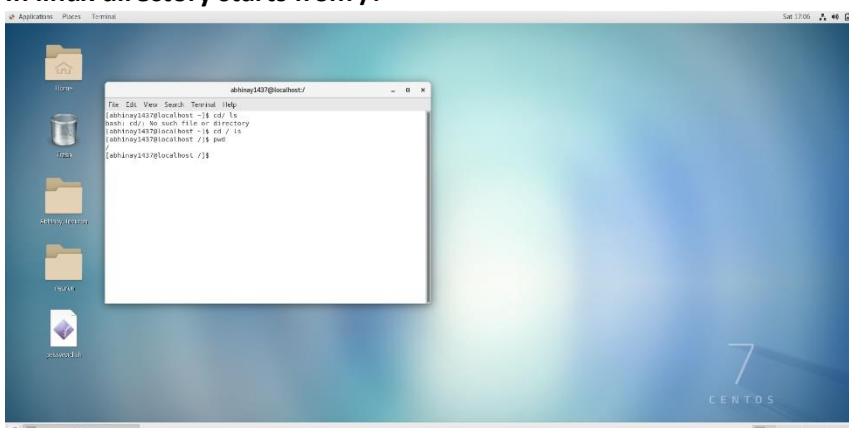 In linux directory starts from /.
Applications Places Terminal Sat 17:06
Home
abhinay1437@localhost:/
File Edit View Search Terminal Help
[abhinay1437@localhost ~]$ cd/ ls
bash: cd/: No such file or directory
[abhinay1437@localhost ~]$ cd / ls
[abhinay1437@localhost /]$ pwd
/
[abhinay1437@localhost /]$
Trash
7
CENTOS